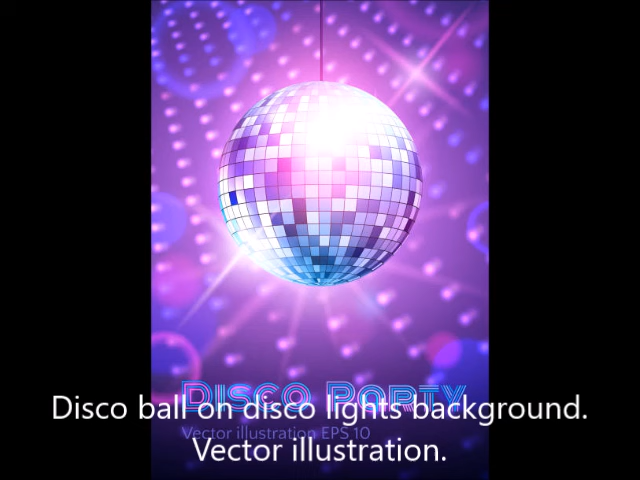 Disco Party
Disco ball on disco lights background.
Vector illustration EPS 10
Vector illustration.